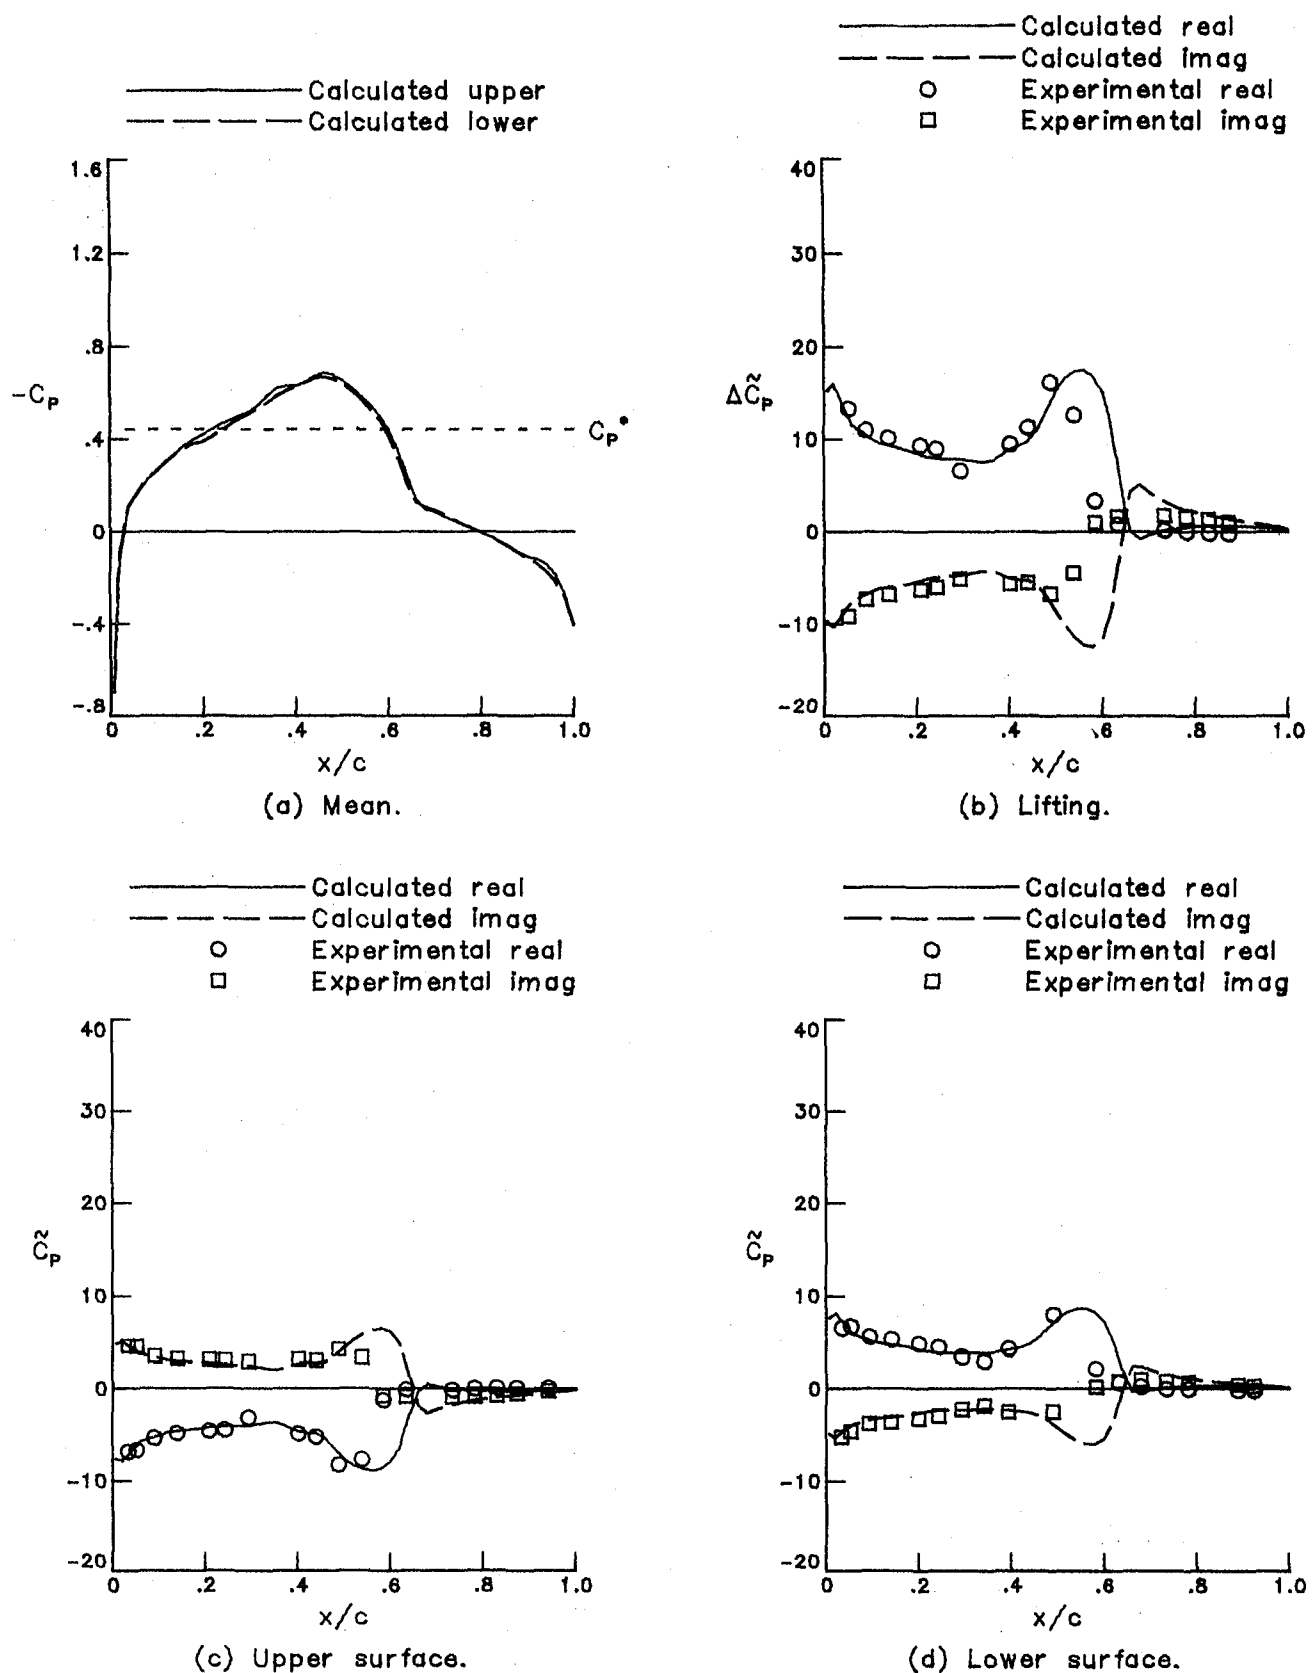 Calculated upper
Calculated lower
1.6
1.2
.8
.4
0
-.4
-.8
-Cp
Cp*
0 .2 .4 .6 .8 1.0
x/c
(a) Mean.
Calculated real
Calculated imag
Experimental real
Experimental imag
40
30
20
10
0
-10
-20
ΔC̃p
0 .2 .4 .6 .8 1.0
x/c
(b) Lifting.
Calculated real
Calculated imag
Experimental real
Experimental imag
40
30
20
10
0
-10
-20
C̃p
0 .2 .4 .6 .8 1.0
x/c
(c) Upper surface.
Calculated real
Calculated imag
Experimental real
Experimental imag
40
30
20
10
0
-10
-20
C̃p
0 .2 .4 .6 .8 1.0
x/c
(d) Lower surface.